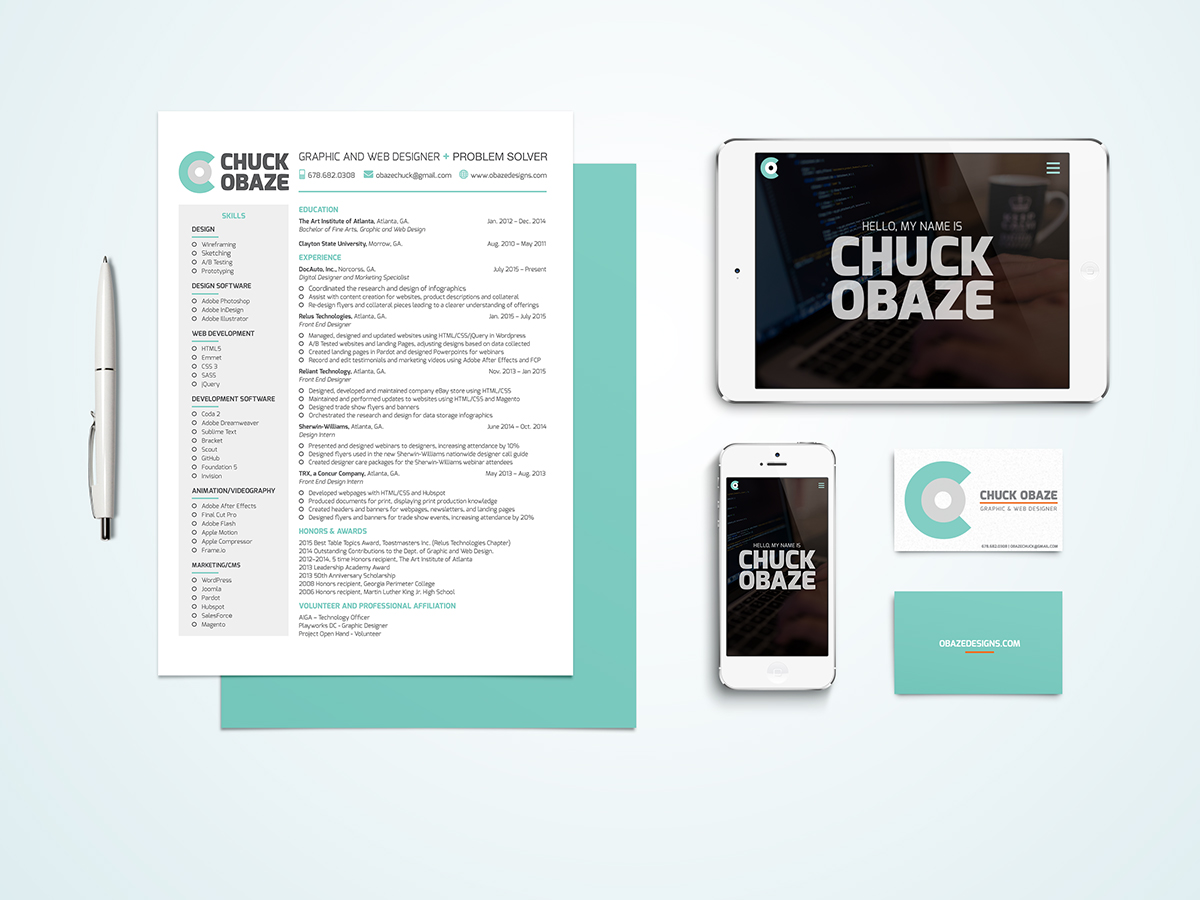 CHUCK
OBAZE
GRAPHIC AND WEB DESIGNER + PROBLEM SOLVER
678.682.0308 obazechuck@gmail.com www.obazedesigns.com
SKILLS
DESIGN
Wireframing
Sketching
A/B Testing
Prototyping
DESIGN SOFTWARE
Adobe Photoshop
Adobe InDesign
Adobe Illustrator
WEB DEVELOPMENT
HTML5
Emmet
CSS 3
SASS
jQuery
DEVELOPMENT SOFTWARE
Coda 2
Adobe Dreamweaver
Sublime Text
Bracket
Scout
GitHub
Foundation 5
Invision
ANIMATION/VIDEOGRAPHY
Adobe After Effects
Final Cut Pro
Adobe Flash
Apple Motion
Apple Compressor
Frame.io
MARKETING/CMS
WordPress
Joomla
Pardot
Hubspot
SalesForce
Magento
EDUCATION
The Art Institute of Atlanta, Atlanta, GA. Jan. 2012 – Dec. 2014
Bachelor of Fine Arts, Graphic and Web Design
Clayton State University, Morrow, GA. Aug. 2010 – May 2011
EXPERIENCE
DocAuto, Inc., Norcorss, GA. July 2015 – Present
Digital Designer and Marketing Specialist
Coordinated the research and design of infographics
Assist with content creation for websites, product descriptions and collateral
Re-design flyers and collateral pieces leading to a clearer understanding of offerings
Relus Technologies, Atlanta, GA. Jan. 2015 – July 2015
Front End Designer
Managed, designed and updated websites using HTML/CSS/jQuery in Wordpress
A/B Tested websites and landing Pages, adjusting designs based on data collected
Created landing pages in Pardot and designed Powerpoints for webinars
Record and edit testimonials and marketing videos using Adobe After Effects and FCP
Reliant Technology, Atlanta, GA. Nov. 2013 – Jan 2015
Front End Designer
Designed, developed and maintained company eBay store using HTML/CSS
Maintained and performed updates to websites using HTML/CSS and Magento
Designed trade show flyers and banners
Orchestrated the research and design for data storage infographics
Sherwin-Williams, Atlanta, GA. June 2014 – Oct. 2014
Design Intern
Presented and designed webinars to designers, increasing attendance by 10%
Designed flyers used in the new Sherwin-Williams nationwide designer call guide
Created designer care packages for the Sherwin-Williams webinar attendees
TRX, a Concur Company, Atlanta, GA. May 2013 – Aug. 2013
Front End Design Intern
Developed webpages with HTML/CSS and Hubspot
Produced documents for print, displaying print production knowledge
Created headers and banners for webpages, newsletters, and landing pages
Designed flyers and banners for trade show events, increasing attendance by 20%
HONORS & AWARDS
2015 Best Table Topics Award, Toastmasters Inc. (Relus Technologies Chapter)
2014 Outstanding Contributions to the Dept. of Graphic and Web Design.
2012–2014, 5 time Honors recipient, The Art Institute of Atlanta
2013 Leadership Academy Award
2013 50th Anniversary Scholarship
2008 Honors recipient, Georgia Perimeter College
2006 Honors recipient, Martin Luther King Jr. High School
VOLUNTEER AND PROFESSIONAL AFFILIATION
AIGA – Technology Officer
Playworks DC - Graphic Designer
Project Open Hand - Volunteer
HELLO, MY NAME IS
CHUCK
OBAZE
HELLO, MY NAME IS
CHUCK
OBAZE
CHUCK OBAZE
GRAPHIC & WEB DESIGNER
678.682.0308 | OBAZECHUCK@GMAIL.COM
OBAZEDESIGNS.COM